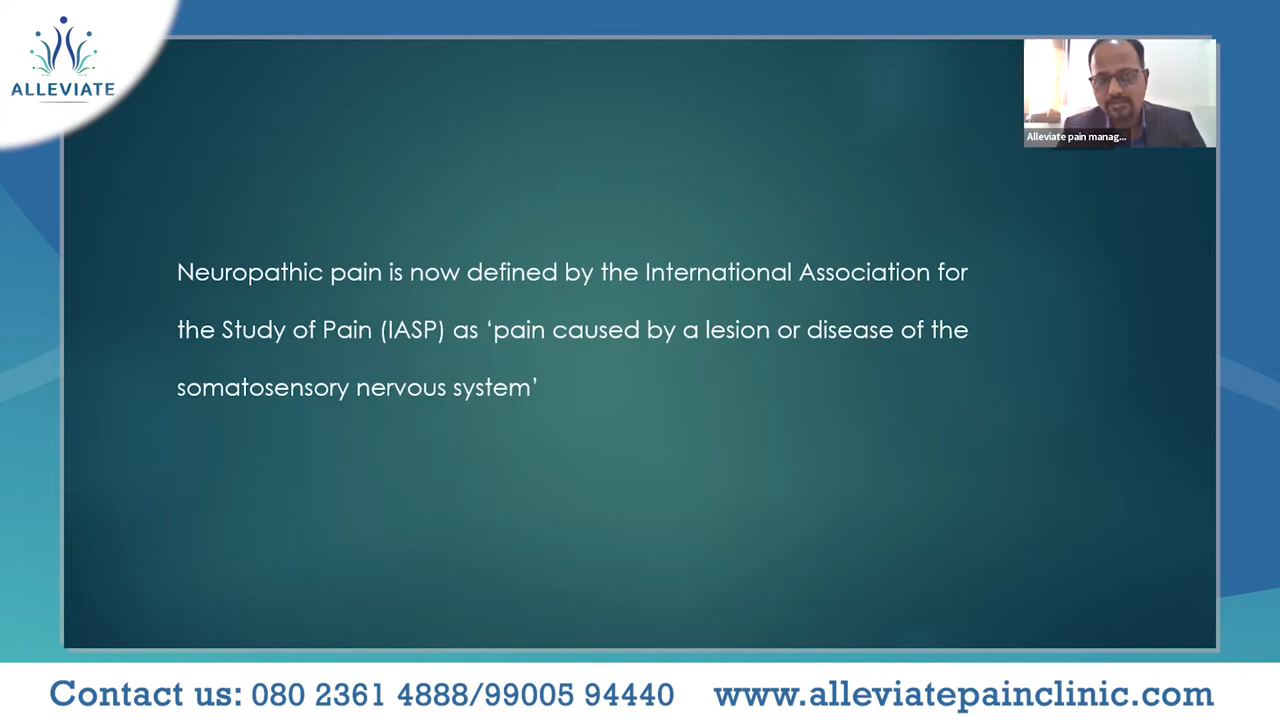 ALLEVIATE
Alleviate pain manag...
Neuropathic pain is now defined by the International Association for
the Study of Pain (IASP) as ‘pain caused by a lesion or disease of the
somatosensory nervous system’
Contact us: 080 2361 4888/99005 94440 www.alleviatepainclinic.com